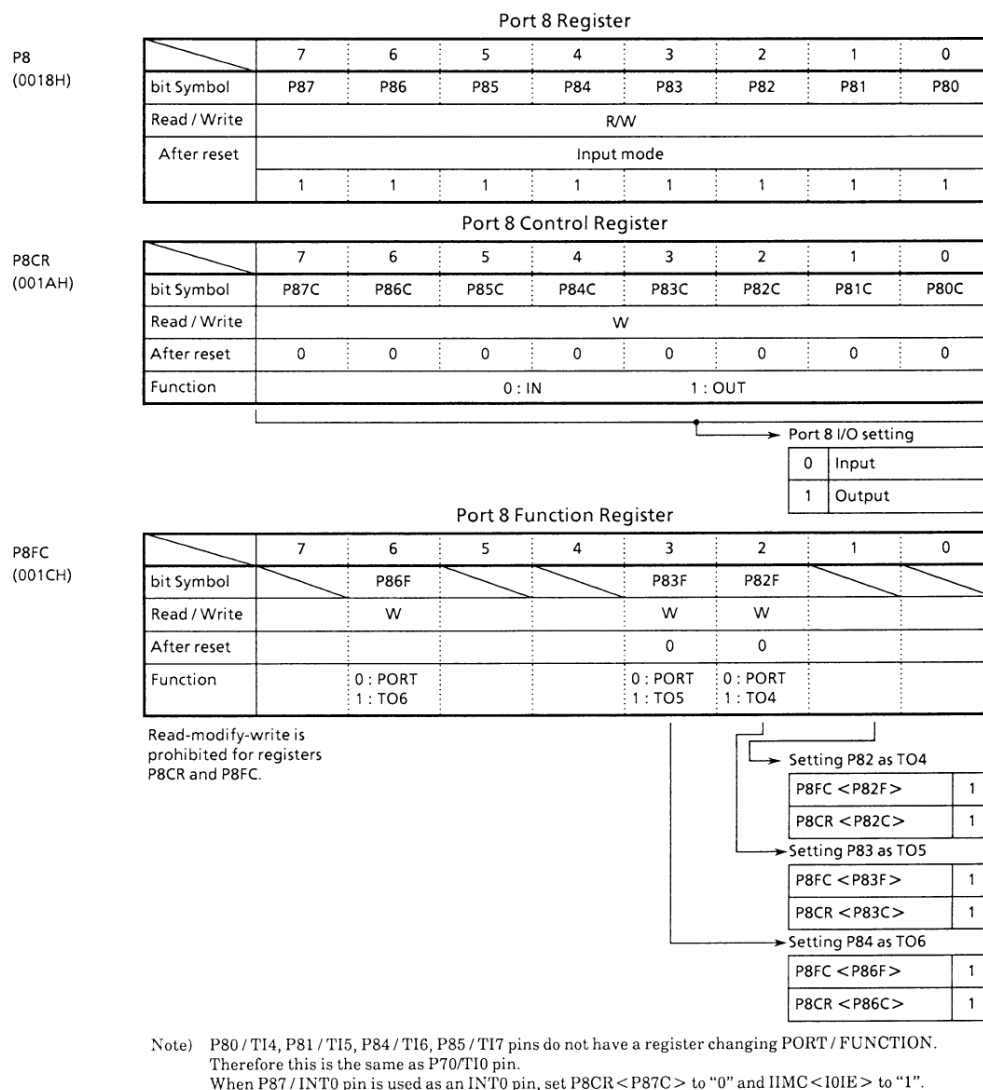 Port 8 Register
P8
(0018H)
7 6 5 4 3 2 1 0
bit Symbol P87 P86 P85 P84 P83 P82 P81 P80
Read / Write R/W
After reset Input mode
1 1 1 1 1 1 1 1
Port 8 Control Register
P8CR
(001AH)
7 6 5 4 3 2 1 0
bit Symbol P87C P86C P85C P84C P83C P82C P81C P80C
Read / Write W
After reset 0 0 0 0 0 0 0 0
Function 0 : IN 1 : OUT
Port 8 I/O setting
0 Input
1 Output
Port 8 Function Register
P8FC
(001CH)
7 6 5 4 3 2 1 0
bit Symbol P86F P83F P82F
Read / Write W W W
After reset 0 0
Function 0 : PORT 0 : PORT 0 : PORT
1 : TO6 1 : TO5 1 : TO4
Read-modify-write is
prohibited for registers
P8CR and P8FC.
Setting P82 as TO4
P8FC <P82F> 1
P8CR <P82C> 1
Setting P83 as TO5
P8FC <P83F> 1
P8CR <P83C> 1
Setting P84 as TO6
P8FC <P86F> 1
P8CR <P86C> 1
Note) P80 / TI4, P81 / TI5, P84 / TI6, P85 / TI7 pins do not have a register changing PORT / FUNCTION.
Therefore this is the same as P70/TI0 pin.
When P87 / INT0 pin is used as an INT0 pin, set P8CR<P87C> to “0” and IIMC<I0IE> to “1”.